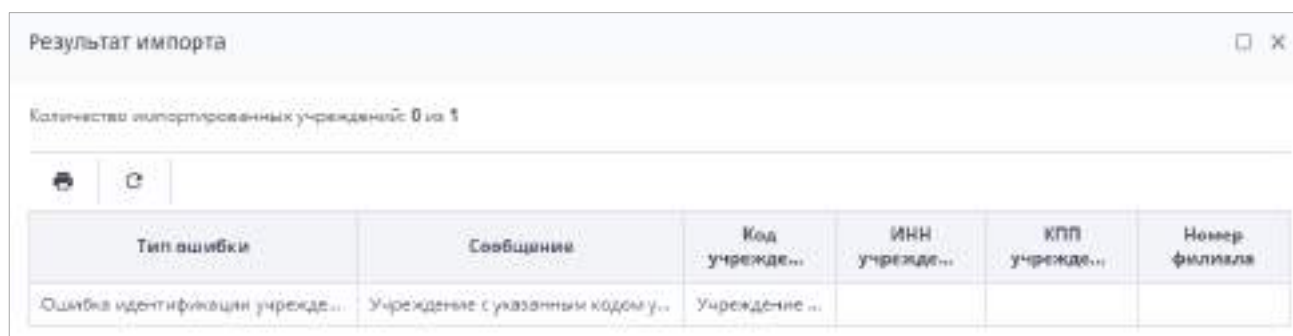 Результат импорта
Количество импортированных учреждений: 0 из 1
Тип ошибки
Сообщение
Код учрежде...
ИНН учрежде...
КПП учрежде...
Номер филиала
Ошибка идентификации учрежде...
Учреждение с указанным кодом у...
Учреждение ...